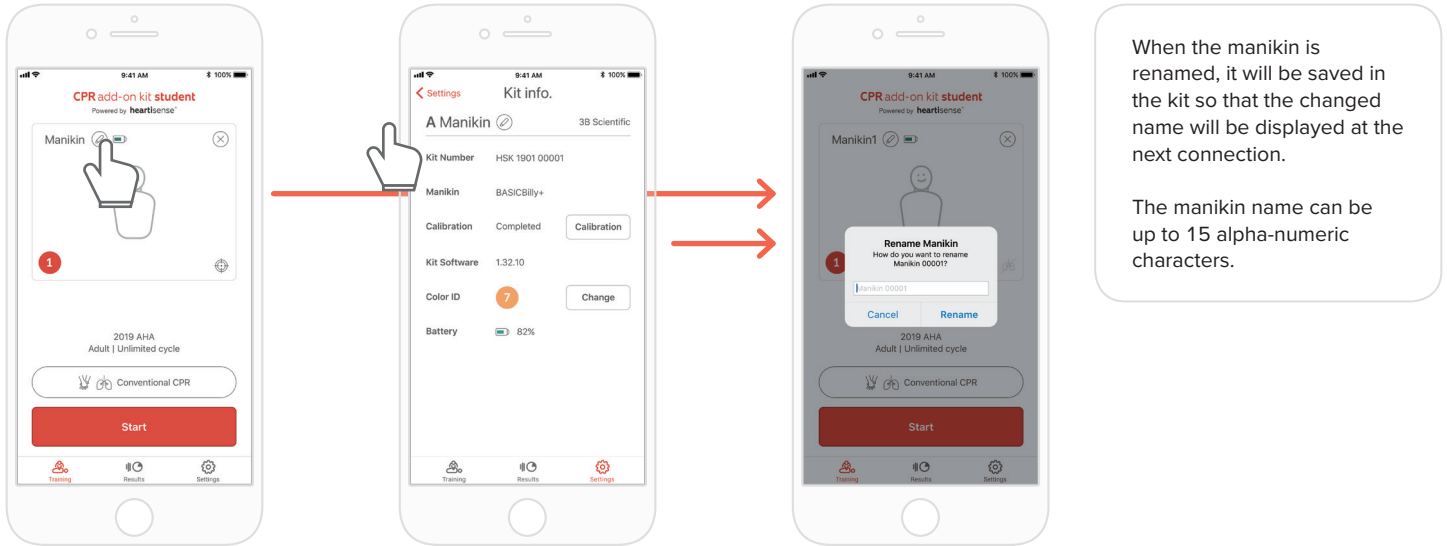 9:41 AM
100%
CPR add-on kit student
Powered by heartisense
Manikin
1
2019 AHA
Adult | Unlimited cycle
Conventional CPR
Start
Training Results Settings
9:41 AM
100%
Settings Kit info.
A Manikin 3B Scientific
Kit Number HSK 1901 00001
Manikin BASICBilly+
Calibration Completed Calibration
Kit Software 1.32.10
Color ID 7 Change
Battery 82%
Training Results Settings
9:41 AM
100%
CPR add-on kit student
Powered by heartisense
Manikin1
1
Rename Manikin
How do you want to rename
Manikin 00001?
Manikin 00001
Cancel Rename
2019 AHA
Adult | Unlimited cycle
Conventional CPR
Start
Training Results Settings
When the manikin is
renamed, it will be saved in
the kit so that the changed
name will be displayed at the
next connection.
The manikin name can be
up to 15 alpha-numeric
characters.